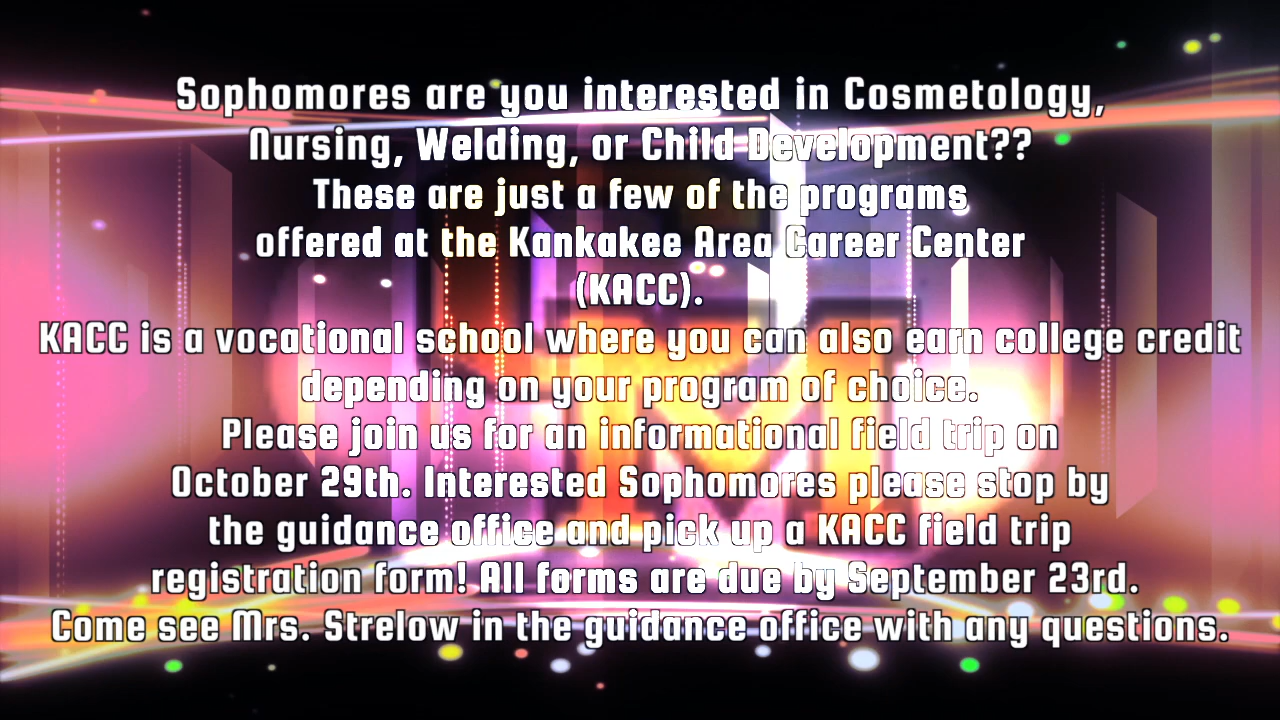 Sophomores are you interested in Cosmetology,
Nursing, Welding, or Child Development??
These are just a few of the programs
offered at the Kankakee Area Career Center
(KACC).
KACC is a vocational school where you can also earn college credit
depending on your program of choice.
Please join us for an informational field trip on
October 29th. Interested Sophomores please stop by
the guidance office and pick up a KACC field trip
registration form! All forms are due by September 23rd.
Come see Mrs. Strelow in the guidance office with any questions.